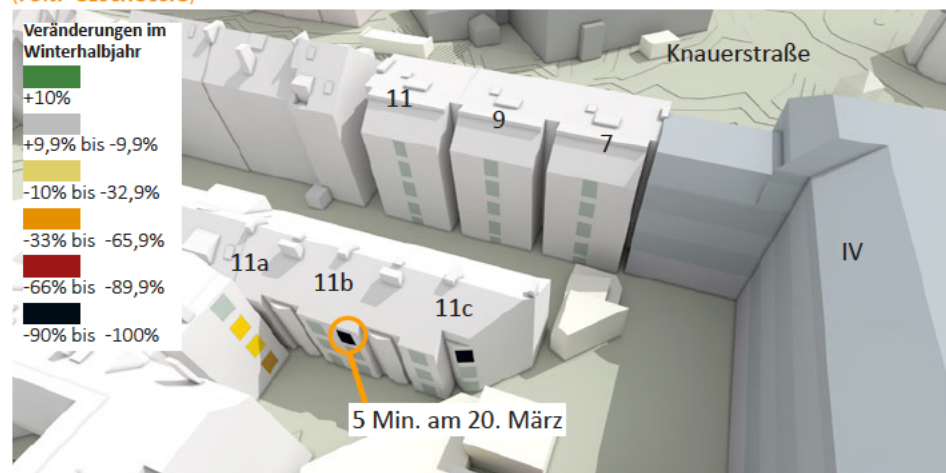 Veränderungen im
Winterhalbjahr
+10%
+9,9% bis -9,9%
-10% bis -32,9%
-33% bis -65,9%
-66% bis -89,9%
-90% bis -100%
Knauerstraße
11
9
7
IV
11a
11b
11c
5 Min. am 20. März